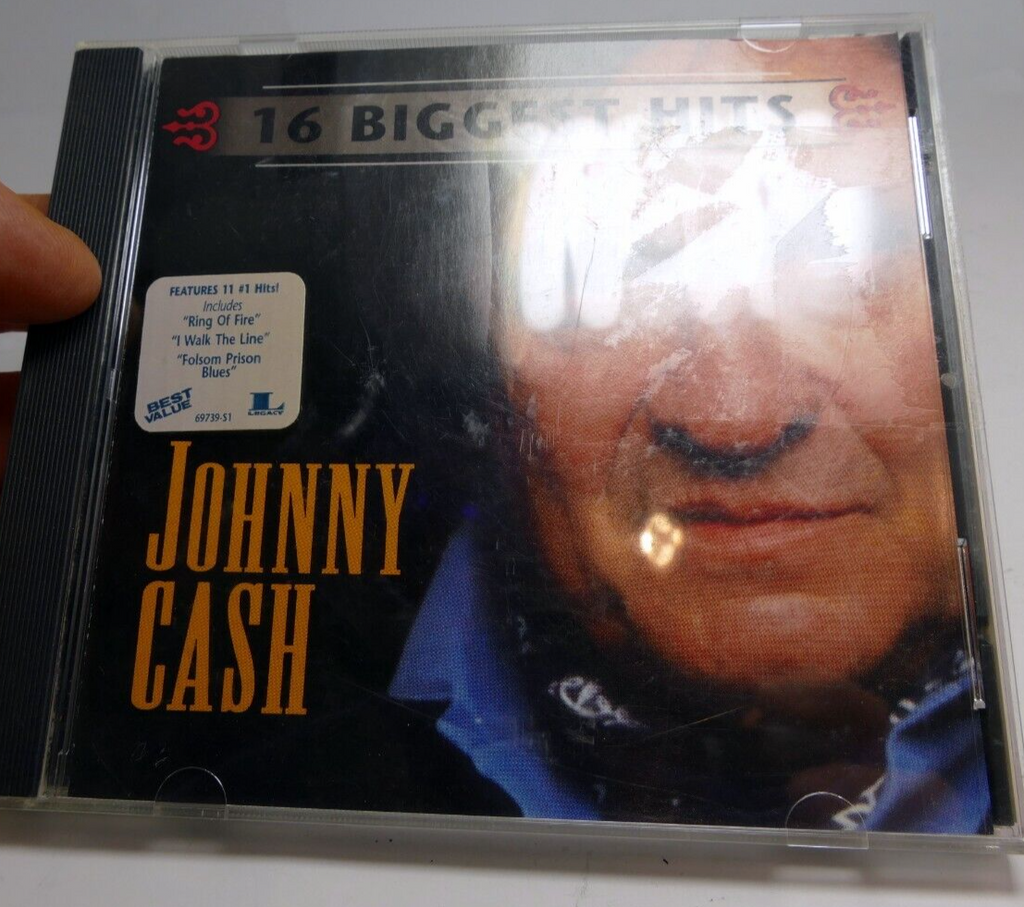 16 BIGGEST HITS
FEATURES 11 #1 Hits!
Includes
"Ring Of Fire"
"I Walk The Line"
"Folsom Prison
Blues"
BEST
VALUE
L
LEGACY
69739-S1
JOHNNY
CASH